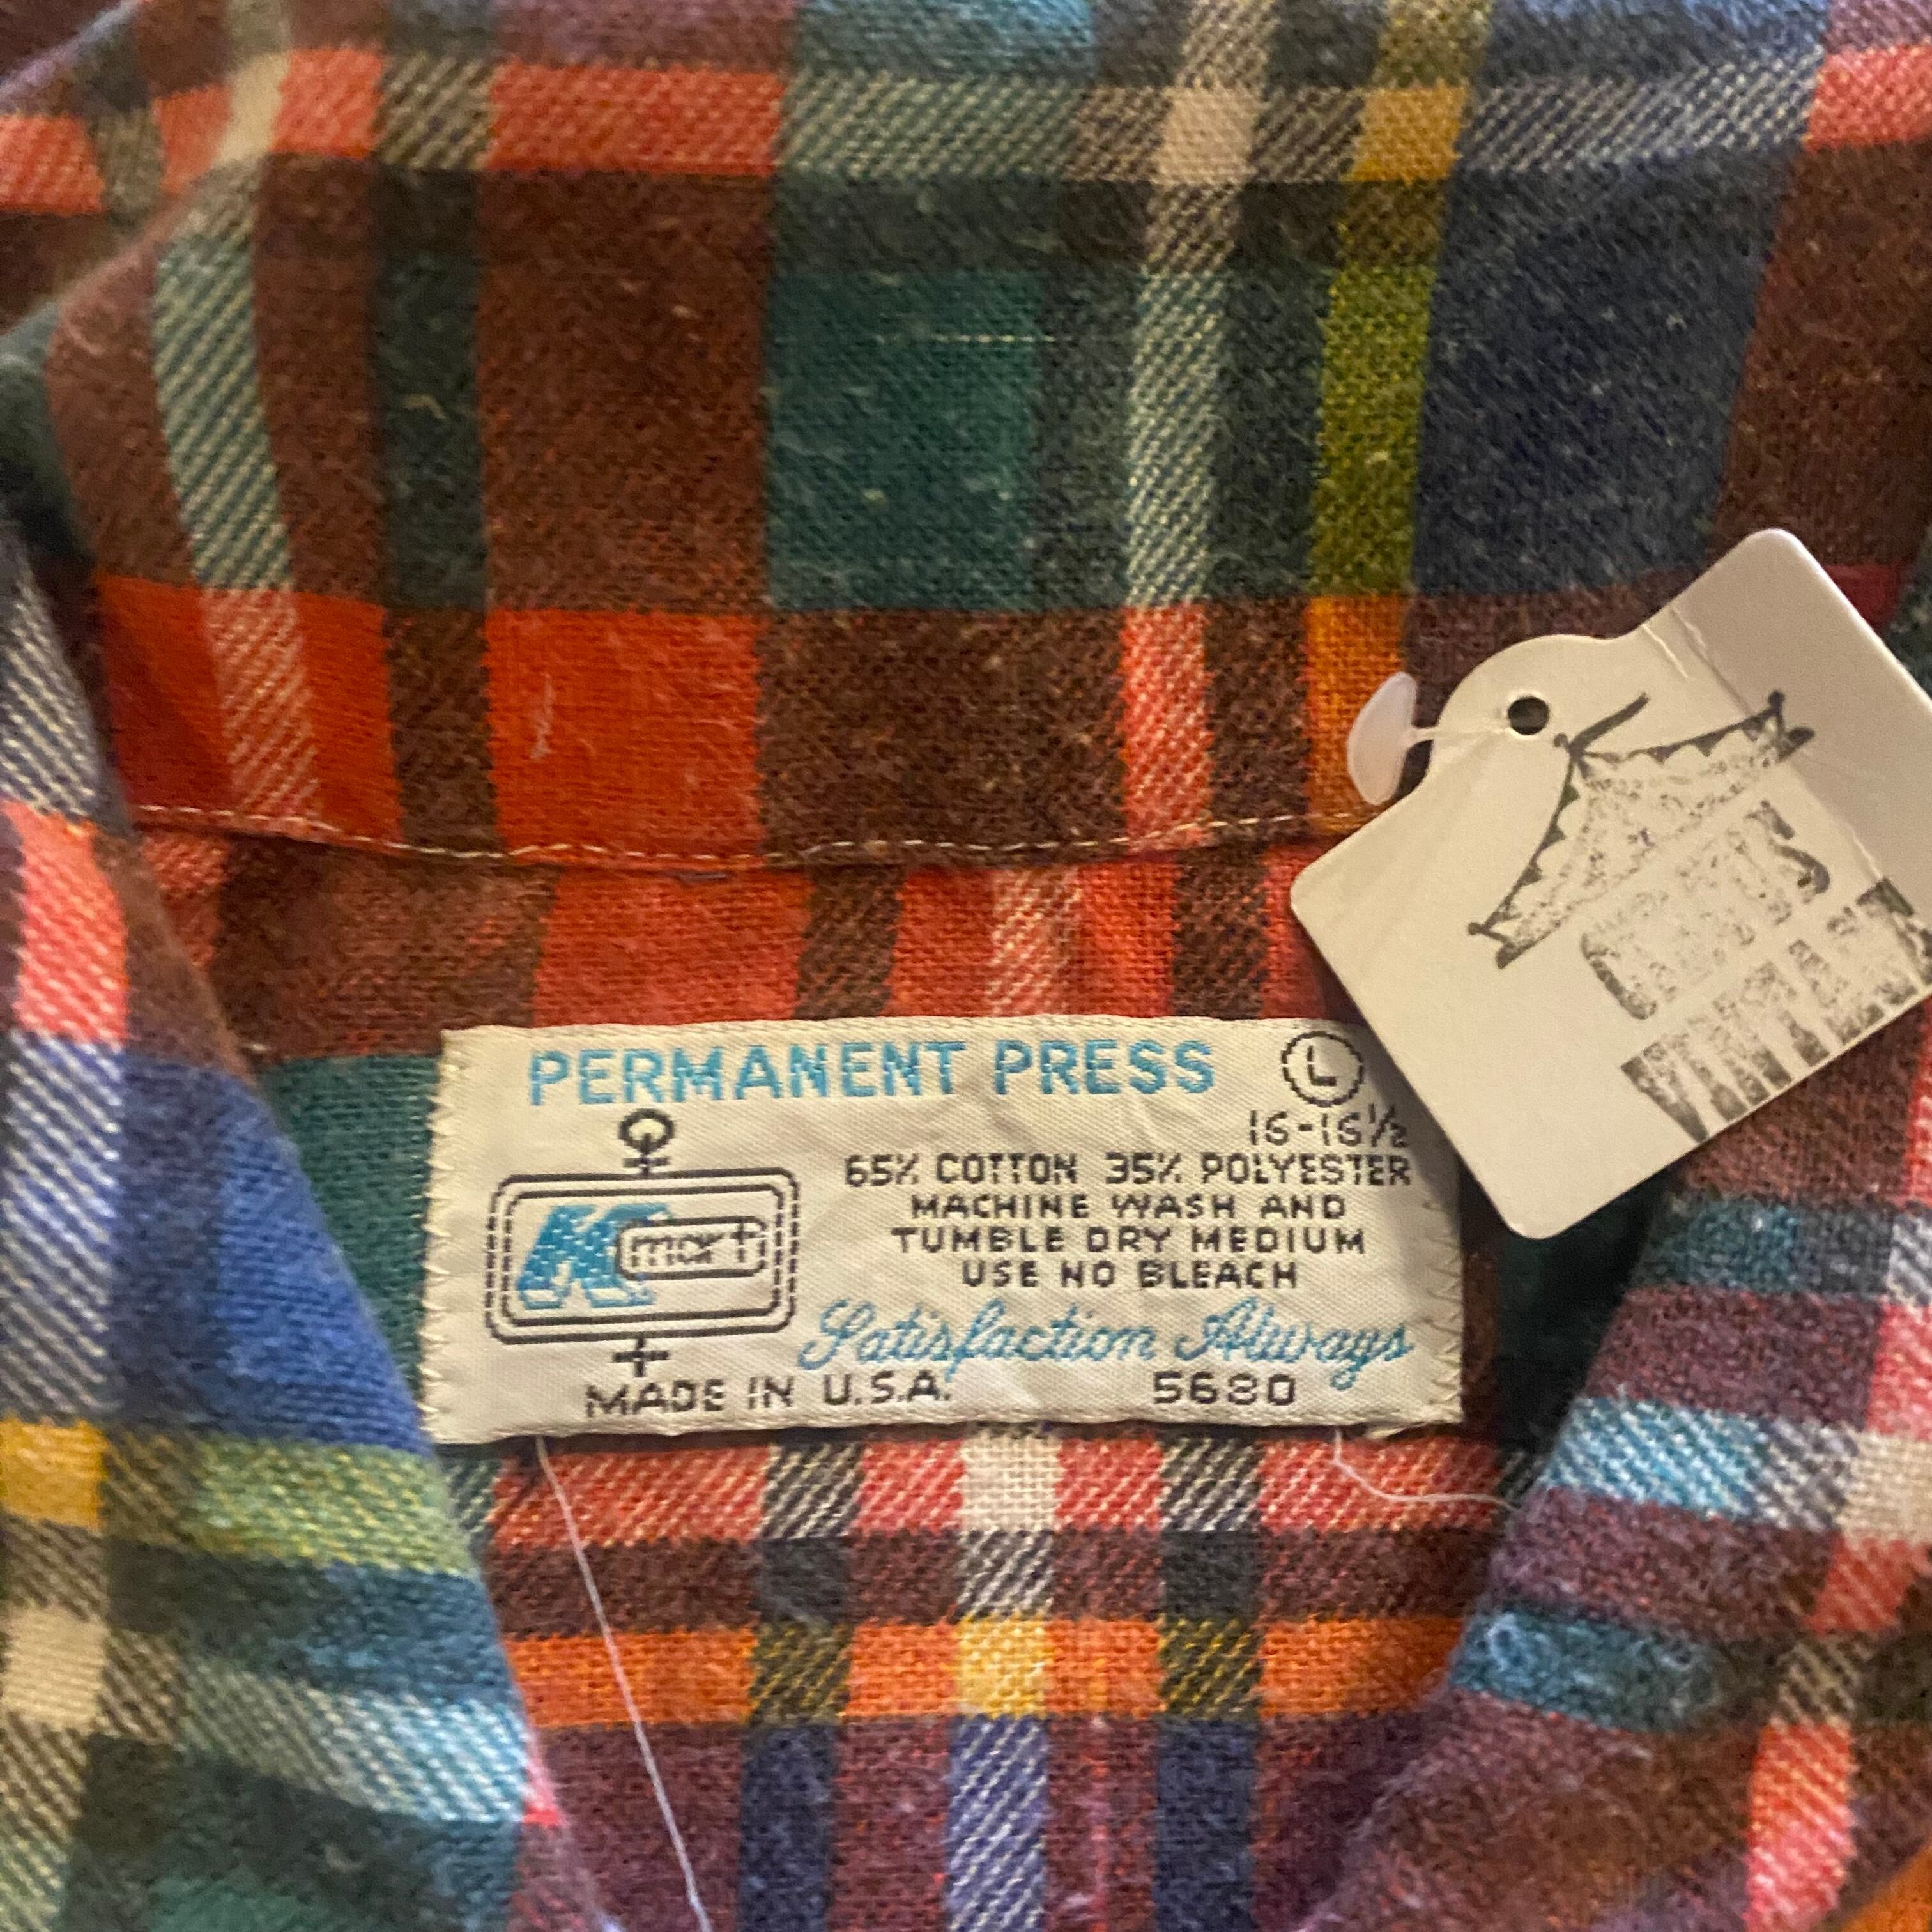 PERMANENT PRESS L
16-16½
65% COTTON 35% POLYESTER
MACHINE WASH AND
TUMBLE DRY MEDIUM
USE NO BLEACH
K mart
Satisfaction Always
MADE IN U.S.A. 5680